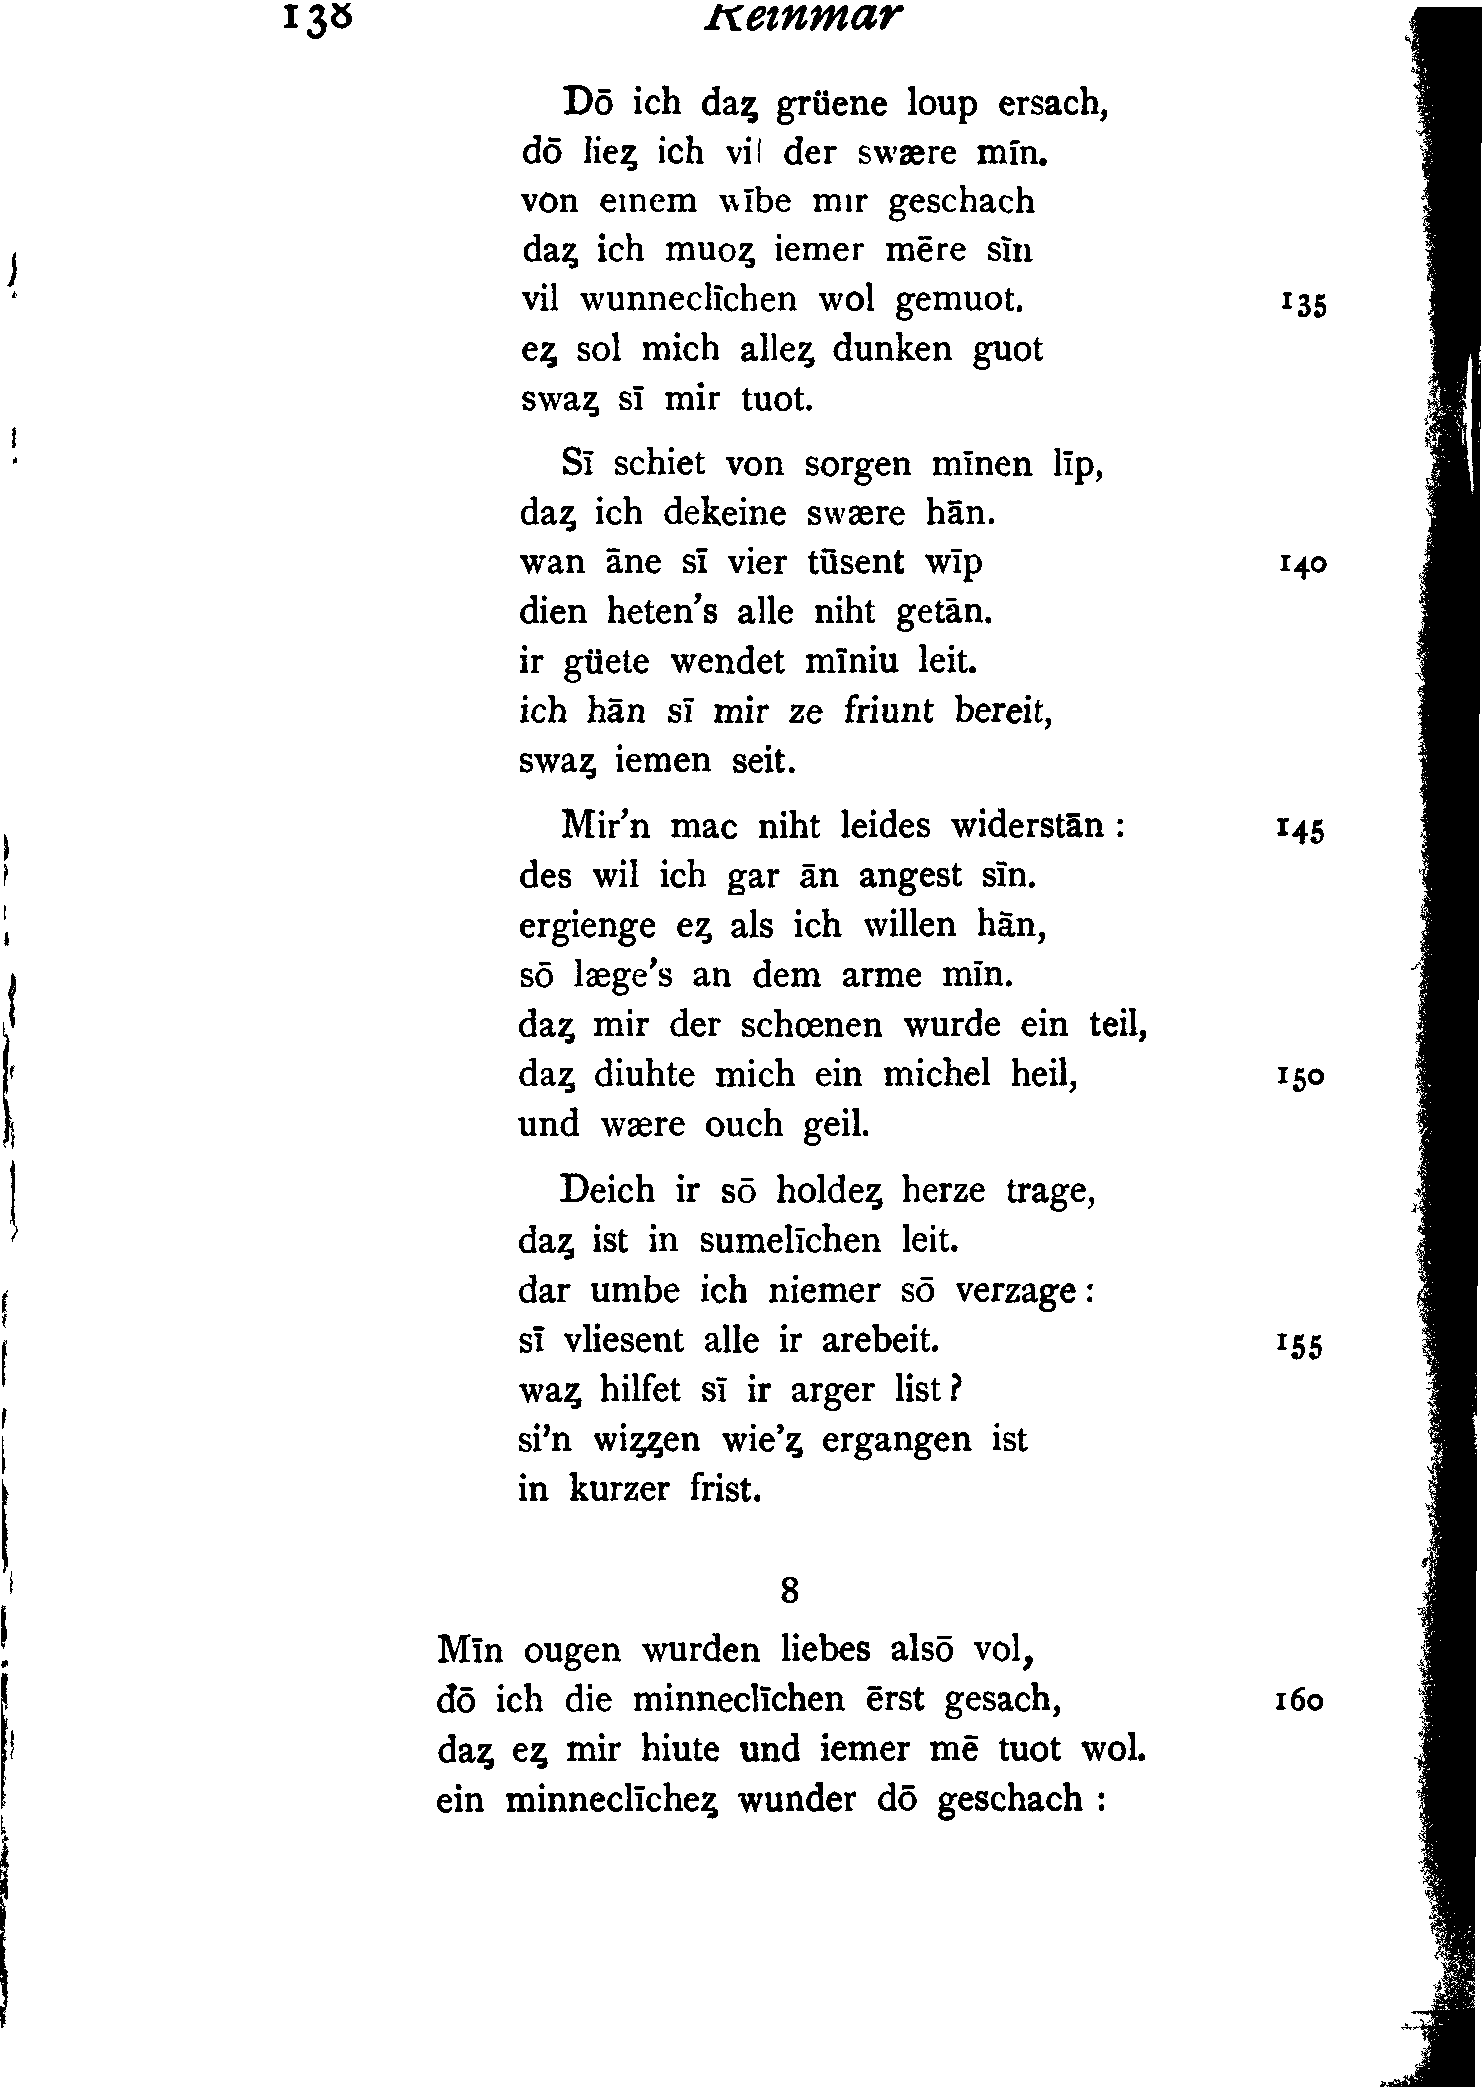 138 Reinmar
Dō ich daʒ grüene loup ersach,
dō lieʒ ich vil der swære mīn.
von einem wībe mir geschach
daʒ ich muoʒ iemer mēre sīn
vil wunneclīchen wol gemuot. 135
eʒ sol mich alleʒ dunken guot
swaʒ sī mir tuot.
Sī schiet von sorgen mīnen līp,
daʒ ich dekeine swære hān.
wan āne sī vier tūsent wīp 140
dien heten's alle niht getān.
ir güete wendet mīniu leit.
ich hān sī mir ze friunt bereit,
swaʒ iemen seit.
Mir'n mac niht leides widerstān : 145
des wil ich gar ān angest sīn.
ergienge eʒ als ich willen hān,
sō læge's an dem arme mīn.
daʒ mir der schœnen wurde ein teil,
daʒ diuhte mich ein michel heil, 150
und wære ouch geil.
Deich ir sō holdeʒ herze trage,
daʒ ist in sumelīchen leit.
dar umbe ich niemer sō verzage :
sī vliesent alle ir arebeit. 155
waʒ hilfet sī ir arger list ?
si'n wiʒʒen wie'ʒ ergangen ist
in kurzer frist.
8
Mīn ougen wurden liebes alsō vol,
dō ich die minneclīchen ērst gesach, 160
daʒ eʒ mir hiute und iemer mē tuot wol.
ein minneclīcheʒ wunder dō geschach :